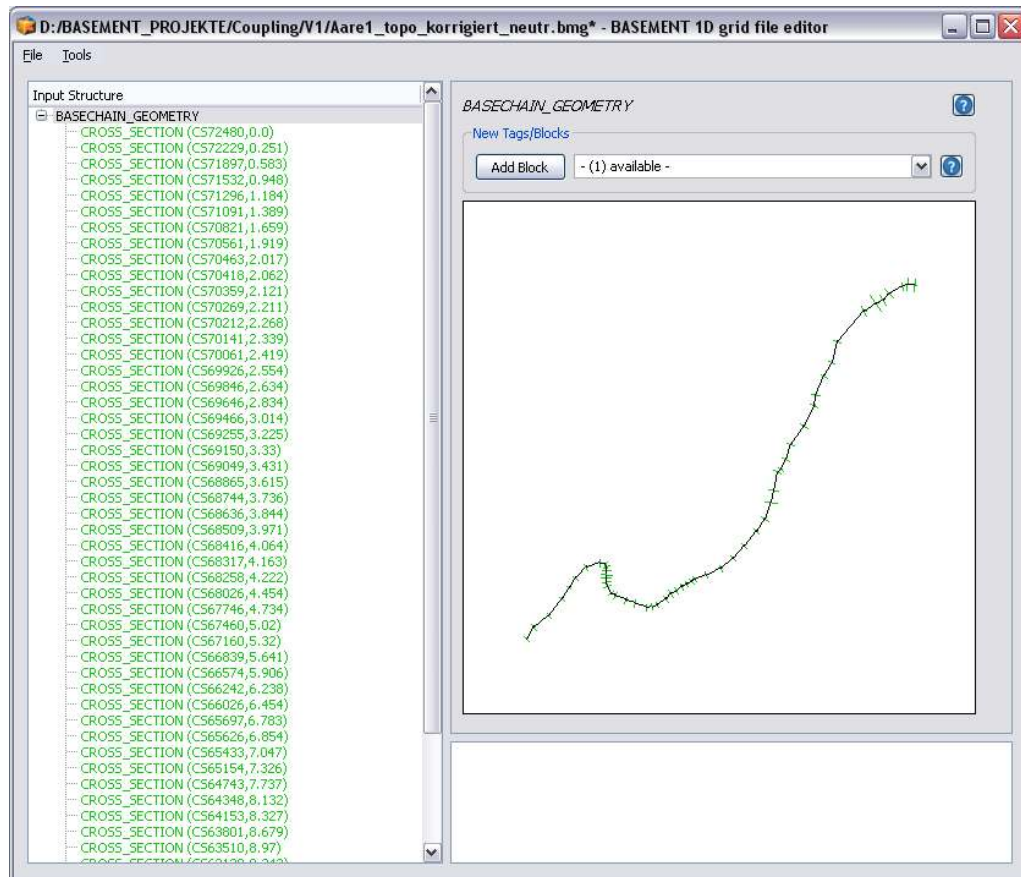 D:/BASEMENT_PROJEKTE/Coupling/V1/Aare1_topo_korrigiert_neutr.bmg* - BASEMENT 1D grid file editor
File Tools
Input Structure
BASECHAIN_GEOMETRY
CROSS_SECTION (CS72480,0.0)
CROSS_SECTION (CS72229,0.251)
CROSS_SECTION (CS71897,0.583)
CROSS_SECTION (CS71532,0.948)
CROSS_SECTION (CS71296,1.184)
CROSS_SECTION (CS71091,1.389)
CROSS_SECTION (CS70821,1.659)
CROSS_SECTION (CS70561,1.919)
CROSS_SECTION (CS70463,2.017)
CROSS_SECTION (CS70418,2.062)
CROSS_SECTION (CS70359,2.121)
CROSS_SECTION (CS70269,2.211)
CROSS_SECTION (CS70212,2.268)
CROSS_SECTION (CS70141,2.339)
CROSS_SECTION (CS70061,2.419)
CROSS_SECTION (CS69926,2.554)
CROSS_SECTION (CS69846,2.634)
CROSS_SECTION (CS69646,2.834)
CROSS_SECTION (CS69466,3.014)
CROSS_SECTION (CS69255,3.225)
CROSS_SECTION (CS69150,3.33)
CROSS_SECTION (CS69049,3.431)
CROSS_SECTION (CS68865,3.615)
CROSS_SECTION (CS68744,3.736)
CROSS_SECTION (CS68636,3.844)
CROSS_SECTION (CS68509,3.971)
CROSS_SECTION (CS68416,4.064)
CROSS_SECTION (CS68317,4.163)
CROSS_SECTION (CS68258,4.222)
CROSS_SECTION (CS68026,4.454)
CROSS_SECTION (CS67746,4.734)
CROSS_SECTION (CS67460,5.02)
CROSS_SECTION (CS67160,5.32)
CROSS_SECTION (CS66839,5.641)
CROSS_SECTION (CS66574,5.906)
CROSS_SECTION (CS66242,6.238)
CROSS_SECTION (CS66026,6.454)
CROSS_SECTION (CS65697,6.783)
CROSS_SECTION (CS65626,6.854)
CROSS_SECTION (CS65433,7.047)
CROSS_SECTION (CS65154,7.326)
CROSS_SECTION (CS64743,7.737)
CROSS_SECTION (CS64348,8.132)
CROSS_SECTION (CS64153,8.327)
CROSS_SECTION (CS63801,8.679)
CROSS_SECTION (CS63510,8.97)
BASECHAIN_GEOMETRY
New Tags/Blocks
Add Block - (1) available -